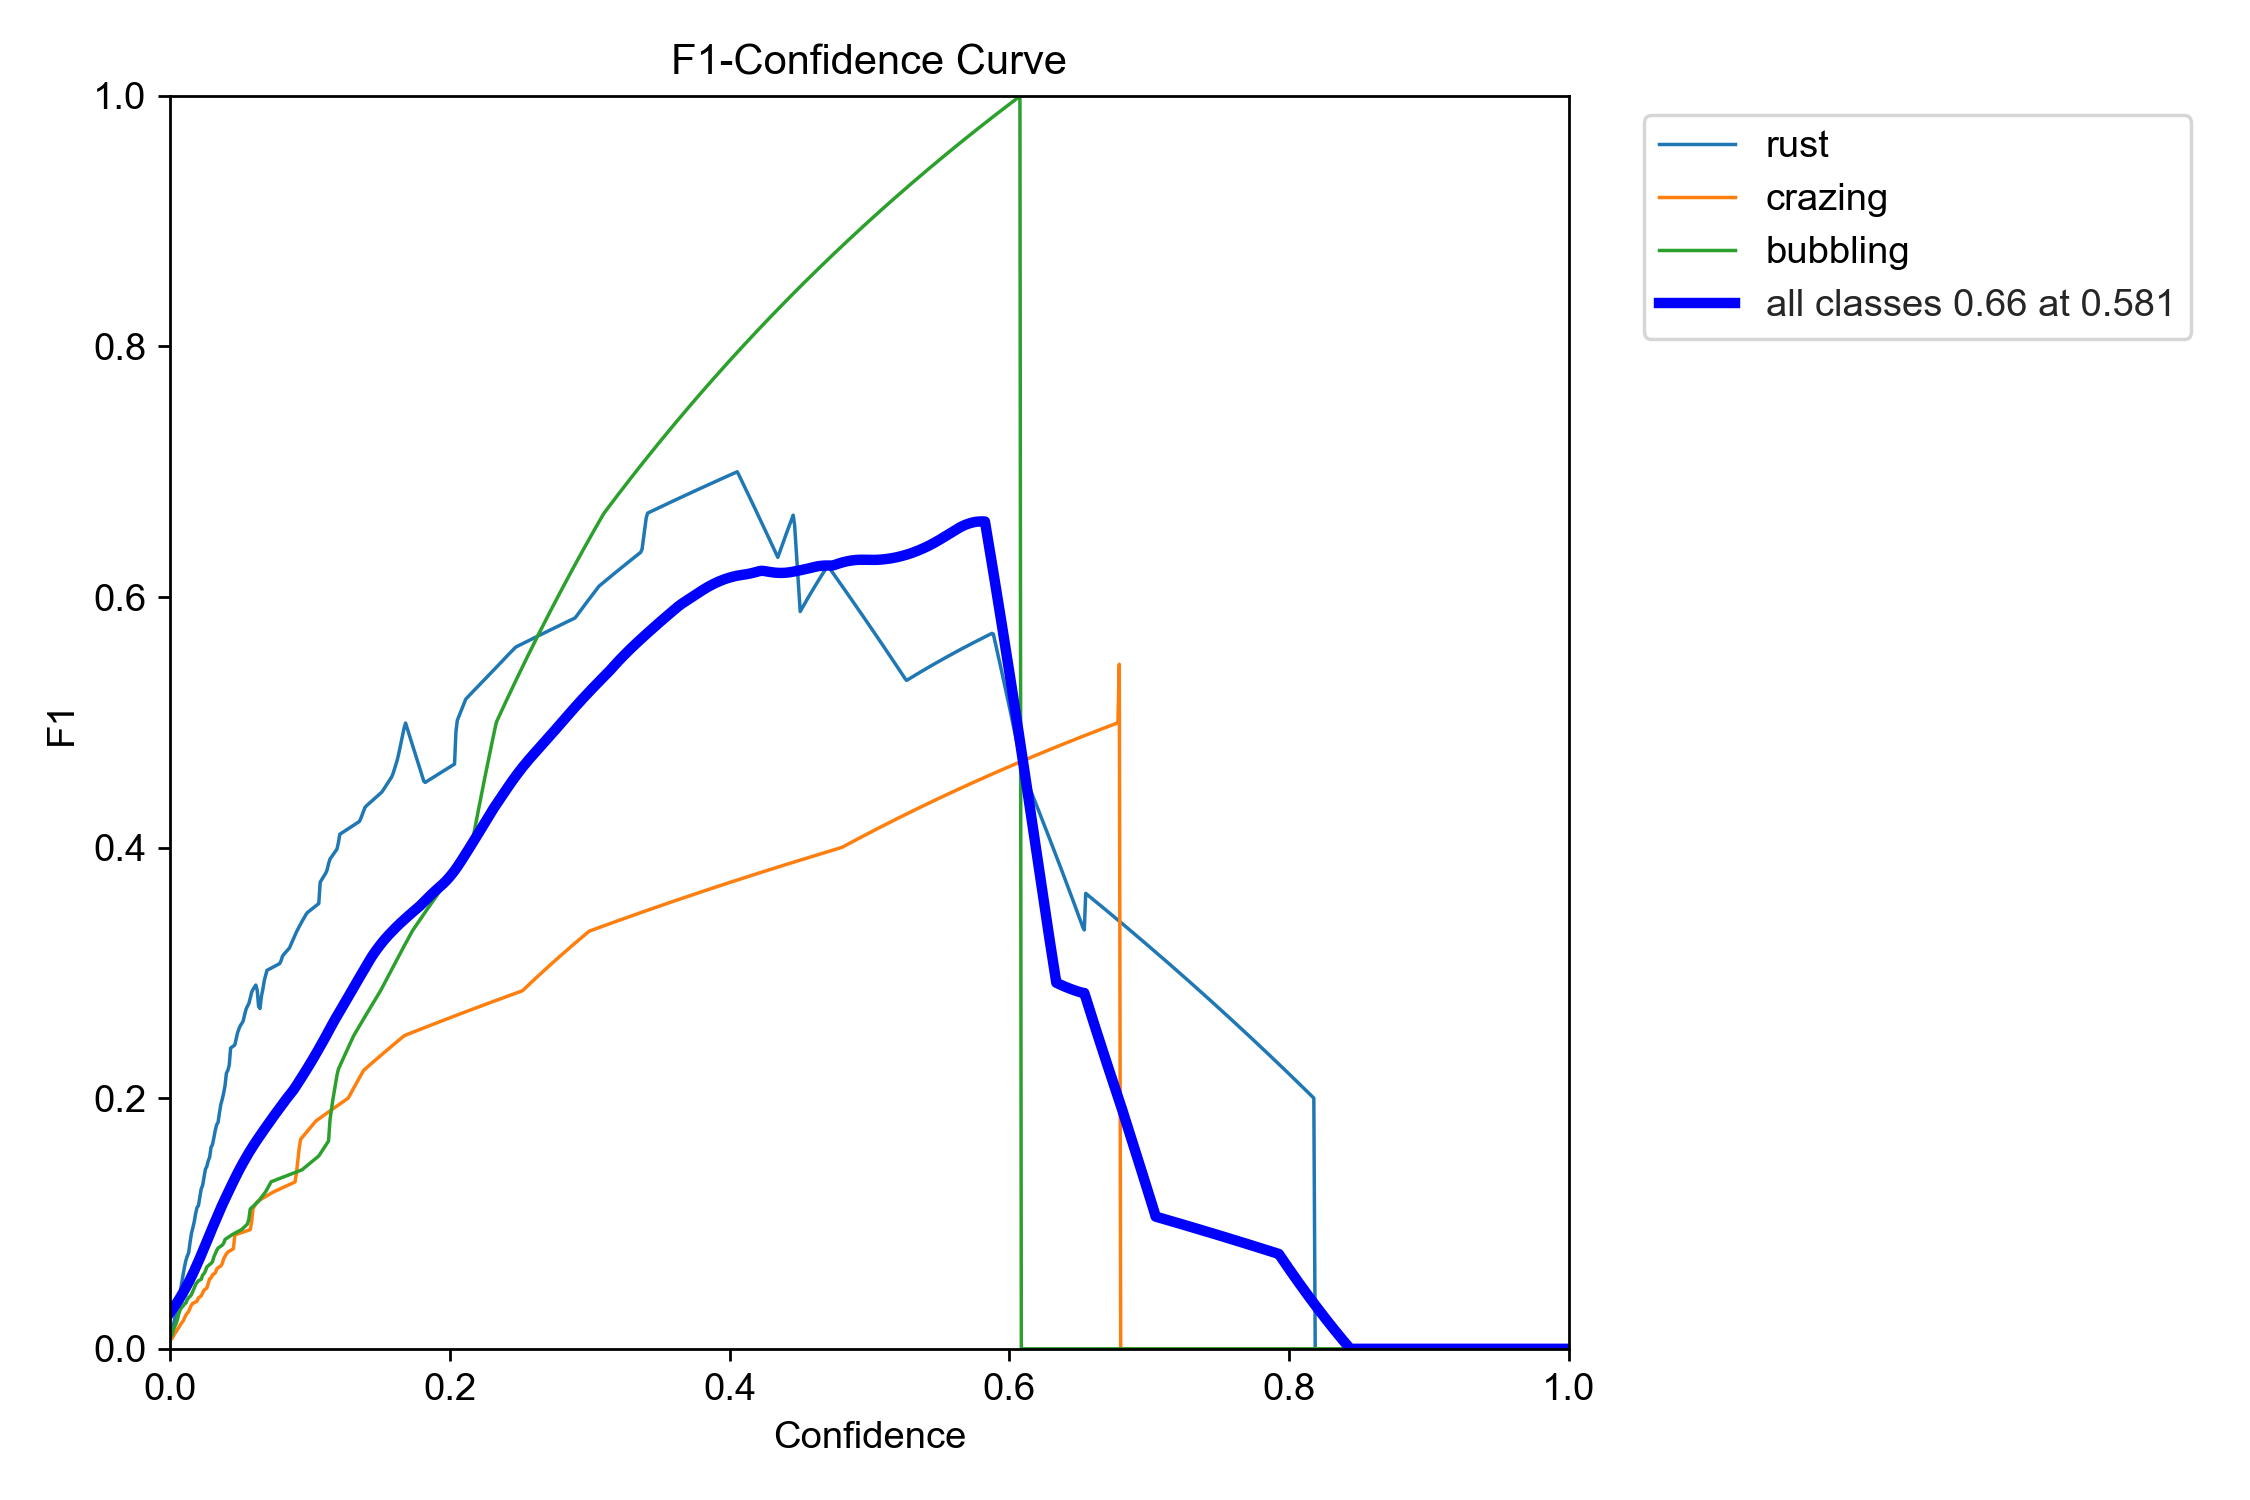 F1-Confidence Curve
1.0
0.8
0.6
0.4
0.2
0.0
F1
0.0 0.2 0.4 0.6 0.8 1.0
Confidence
rust
crazing
bubbling
all classes 0.66 at 0.581